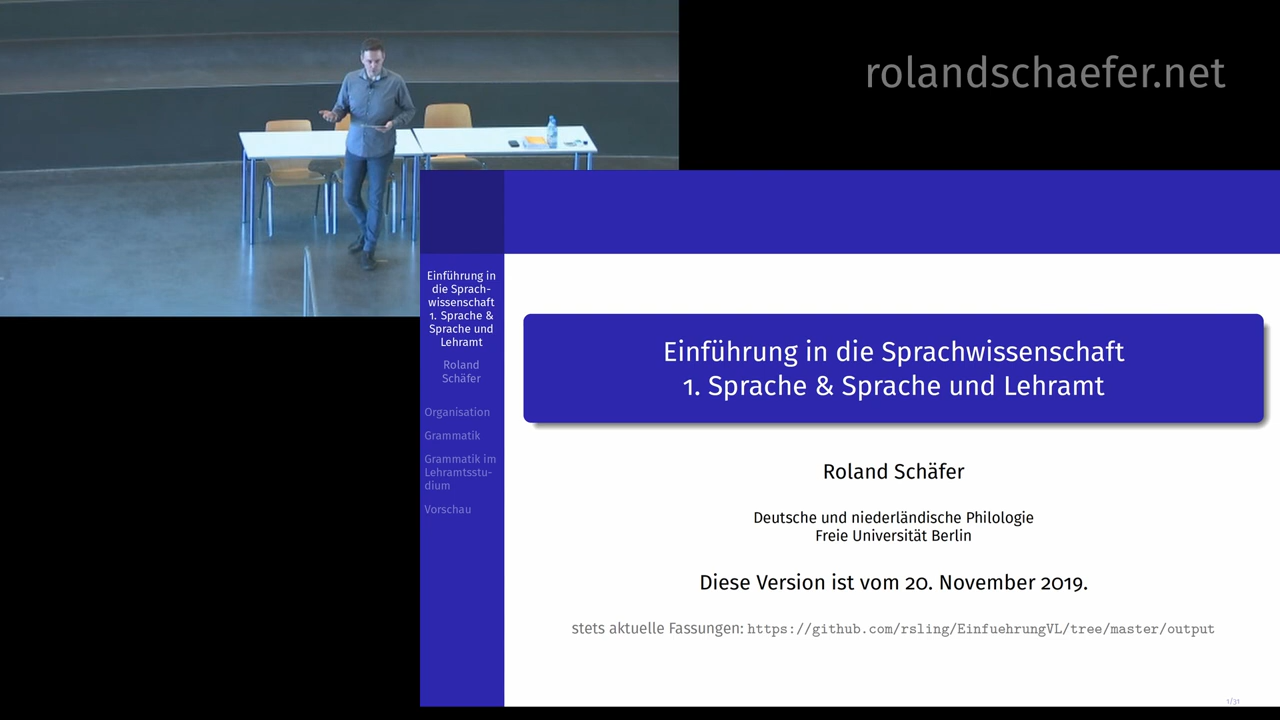 rolandschaefer.net
Einführung in
die Sprach-
wissenschaft
1. Sprache &
Sprache und
Lehramt
Roland
Schäfer
Organisation
Grammatik
Grammatik im
Lehramtsstu-
dium
Vorschau
Einführung in die Sprachwissenschaft
1. Sprache & Sprache und Lehramt
Roland Schäfer
Deutsche und niederländische Philologie
Freie Universität Berlin
Diese Version ist vom 20. November 2019.
stets aktuelle Fassungen: https://github.com/rsling/EinfuehrungVL/tree/master/output
1/31